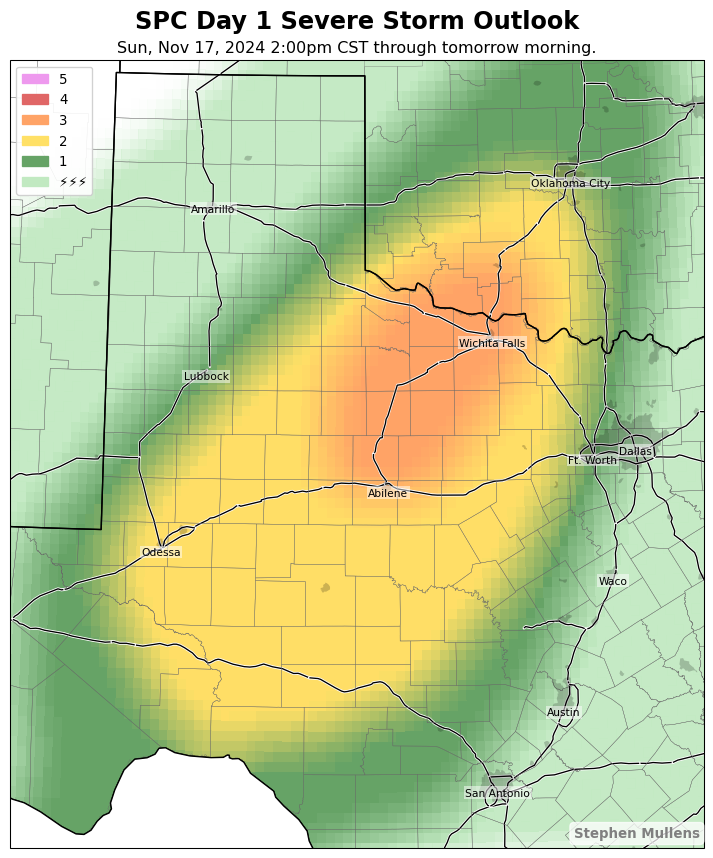 SPC Day 1 Severe Storm Outlook
Sun, Nov 17, 2024 2:00pm CST through tomorrow morning.
5
4
3
2
1
⚡⚡⚡
Oklahoma City
Amarillo
Wichita Falls
Lubbock
Dallas
Ft. Worth
Abilene
Odessa
Waco
Austin
San Antonio
Stephen Mullens